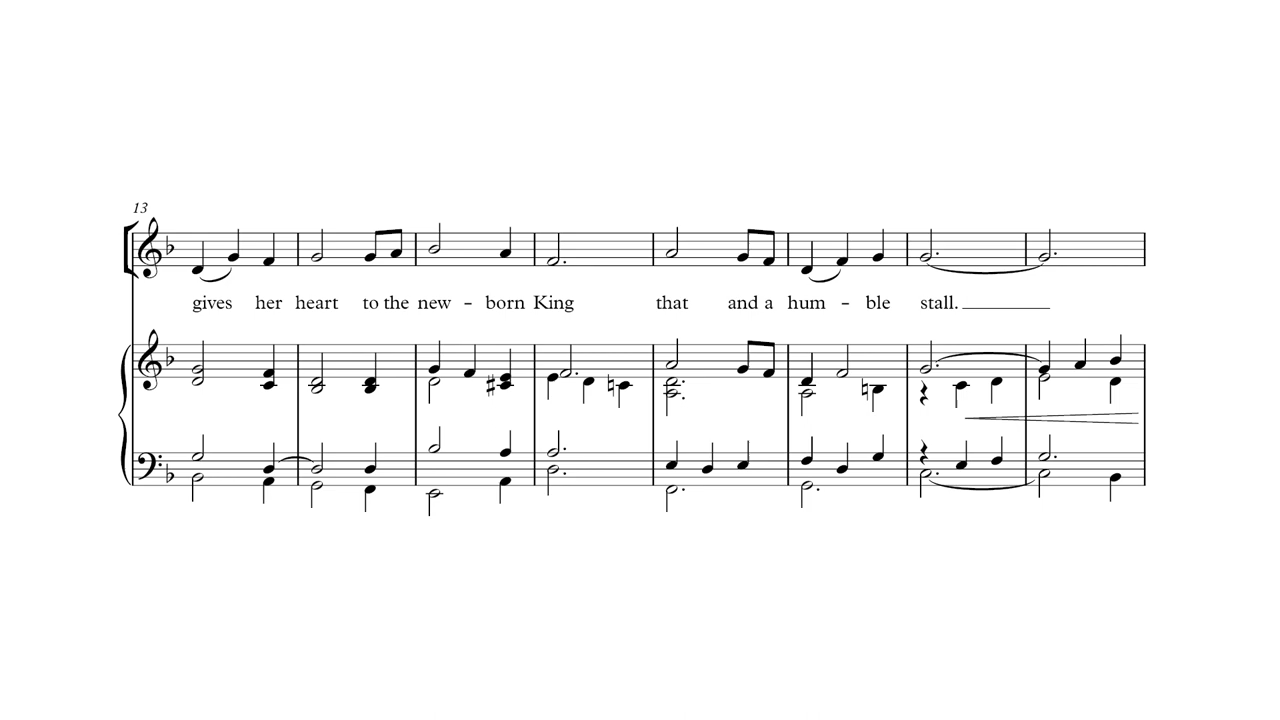 13
gives her heart to the new - born King that and a hum - ble stall.